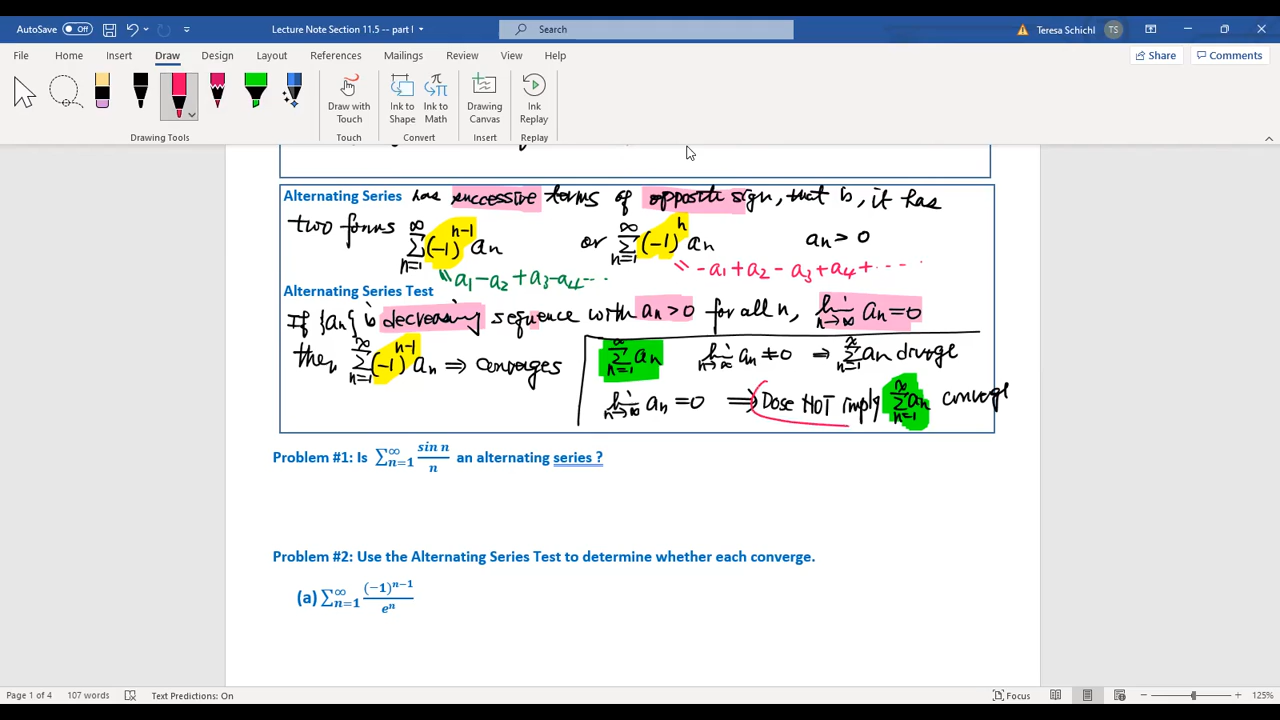 AutoSave Off Lecture Note Section 11.5 -- part I Search Teresa Schichl TS
File Home Insert Draw Design Layout References Mailings Review View Help Share Comments
Draw with Touch Ink to Shape Ink to Math Drawing Canvas Ink Replay
Drawing Tools Touch Convert Insert Replay
Alternating Series has successive terms of opposite sign, that is, it has
two forms ∑_{n=1}^{∞} (-1)^{n-1} a_n or ∑_{n=1}^{∞} (-1)^n a_n a_n > 0
= a_1 - a_2 + a_3 - a_4 ... = -a_1 + a_2 - a_3 + a_4 + ......
Alternating Series Test
If {a_n} is decreasing sequence with a_n > 0 for all n, lim_{n→∞} a_n = 0
then, ∑_{n=1}^{∞} (-1)^{n-1} a_n ⇒ converges
∑_{n=1}^{∞} a_n lim_{n→∞} a_n ≠ 0 ⇒ ∑_{n=1}^{∞} a_n diverge
lim_{n→∞} a_n = 0 ⇒ Dose NOT imply ∑_{n=1}^{∞} a_n converge
Problem #1: Is ∑_{n=1}^{∞} sin n / n an alternating series ?
Problem #2: Use the Alternating Series Test to determine whether each converge.
(a) ∑_{n=1}^{∞} (-1)^{n-1} / e^n
Page 1 of 4 107 words Text Predictions: On Focus 125%